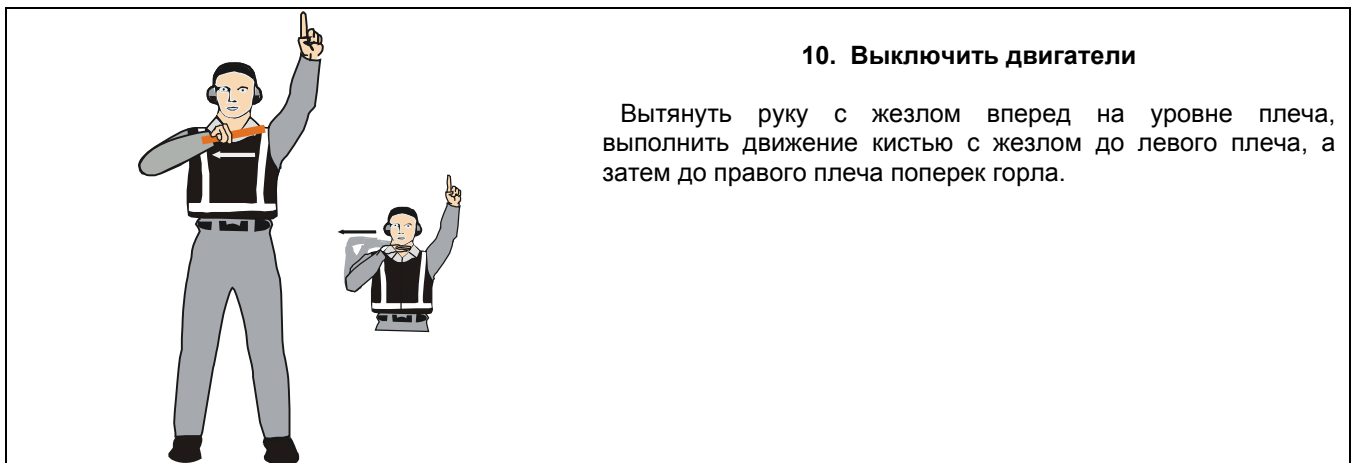 10. Выключить двигатели
Вытянуть руку с жезлом вперед на уровне плеча,
выполнить движение кистью с жезлом до левого плеча, а
затем до правого плеча поперек горла.